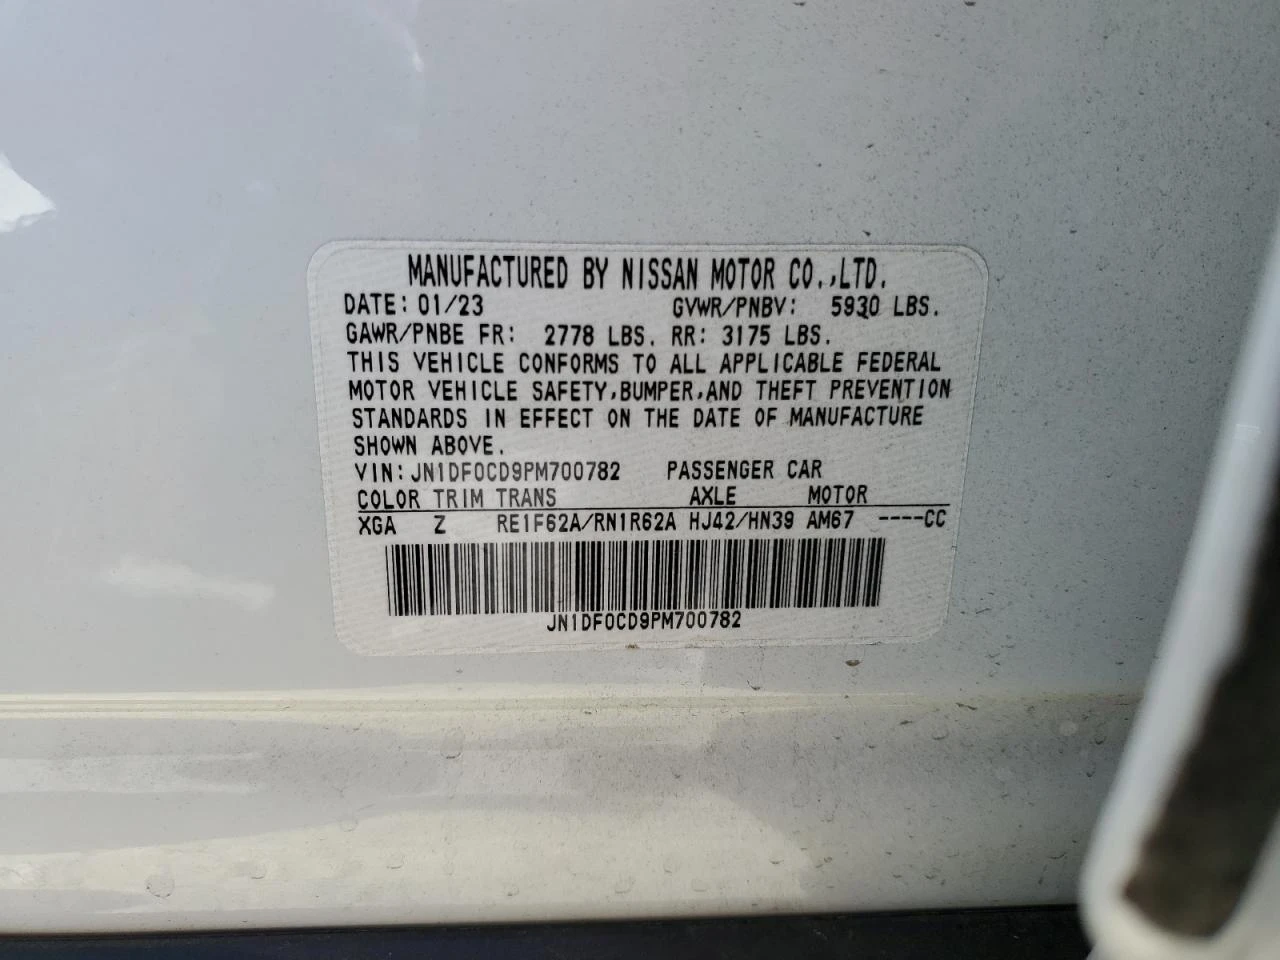 MANUFACTURED BY NISSAN MOTOR CO.,LTD.
DATE: 01/23 GVWR/PNBV: 5930 LBS.
GAWR/PNBE FR: 2778 LBS. RR: 3175 LBS.
THIS VEHICLE CONFORMS TO ALL APPLICABLE FEDERAL
MOTOR VEHICLE SAFETY,BUMPER,AND THEFT PREVENTION
STANDARDS IN EFFECT ON THE DATE OF MANUFACTURE
SHOWN ABOVE.
VIN:JN1DF0CD9PM700782 PASSENGER CAR
COLOR TRIM TRANS AXLE MOTOR
XGA Z RE1F62A/RN1R62A HJ42/HN39 AM67 ----CC
JN1DF0CD9PM700782